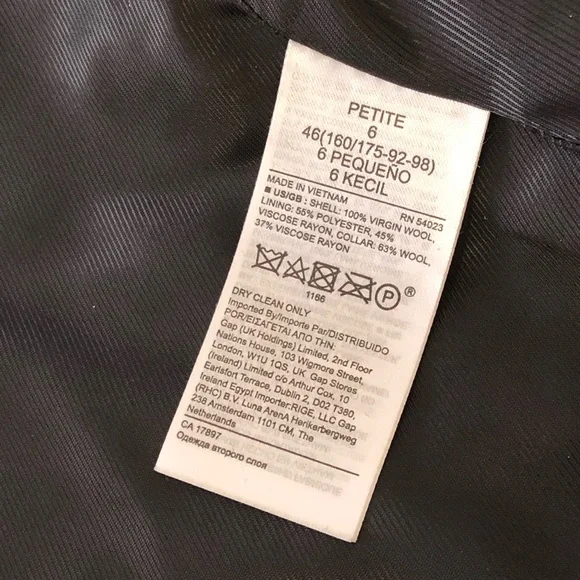 PETITE
6
46(160/175-92-98)
6 PEQUEÑO
6 KECIL
MADE IN VIETNAM RN 54023
■ US/GB : SHELL: 100% VIRGIN WOOL,
LINING: 55% POLYESTER, 45%
VISCOSE RAYON, COLLAR: 63% WOOL,
37% VISCOSE RAYON
P ®
1166
DRY CLEAN ONLY
Imported By/Importe Par/DISTRIBUIDO
POR/ΕΙΣΑΓΕΤΑΙ ΑΠΟ ΤΗΝ:
Gap (UK Holdings) Limited, 2nd Floor
Nations House, 103 Wigmore Street,
London, W1U 1QS, UK Gap Stores
(Ireland) Limited c/o Arthur Cox, 10
Earlsfort Terrace, Dublin 2, D02 T380,
Ireland Egypt Importer:RIGE, LLC Gap
(RHC) B.V. Luna ArenA Herikerbergweg
238 Amsterdam 1101 CM, The
Netherlands
CA 17897
Одежда второго слоя